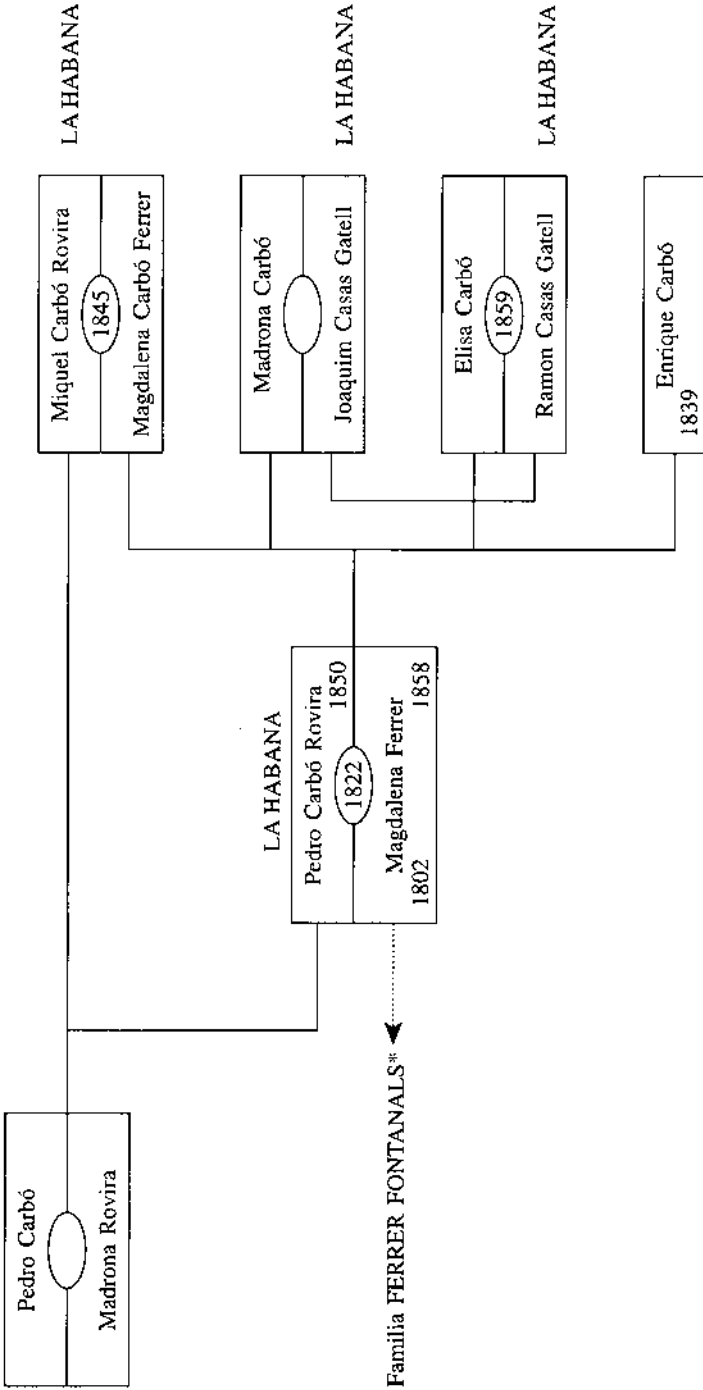 Pedro Carbó
Madrona Rovira
Familia FERRER FONTANALS*
LA HABANA
Pedro Carbó Rovira
1850
1822
Magdalena Ferrer
1802
1858
Miquel Carbó Rovira
1845
Magdalena Carbó Ferrer
LA HABANA
Madrona Carbó
Joaquim Casas Gatell
LA HABANA
Elisa Carbó
1859
Ramon Casas Gatell
LA HABANA
Enrique Carbó
1839